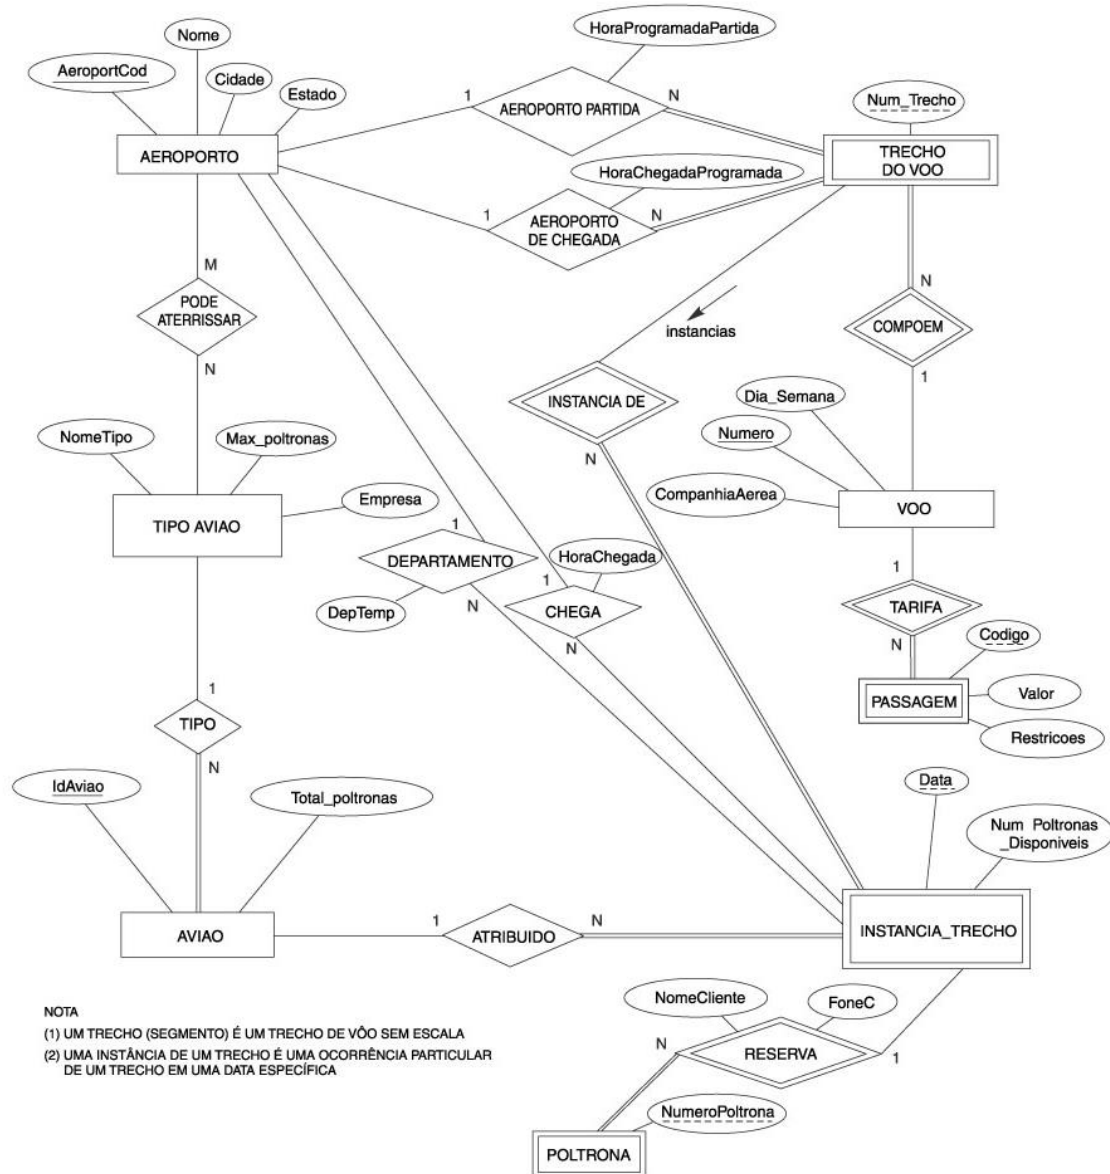 Nome
HoraProgramadaPartida
AeroportCod
Cidade
Estado
1
AEROPORTO PARTIDA
N
Num_Trecho
AEROPORTO
TRECHO
DO VOO
HoraChegadaProgramada
1
AEROPORTO
DE CHEGADA
N
M
PODE
ATERRISSAR
N
instancias
N
COMPOEM
1
INSTANCIA DE
N
Dia_Semana
Numero
CompanhiaAerea
VOO
NomeTipo
Max_poltronas
Empresa
TIPO AVIAO
1
DEPARTAMENTO
N
DepTemp
HoraChegada
1
CHEGA
N
1
TARIFA
N
Codigo
PASSAGEM
Valor
Restricoes
1
TIPO
N
IdAviao
Total_poltronas
Data
Num Poltronas
_Disponiveis
AVIAO
1
ATRIBUIDO
N
INSTANCIA_TRECHO
NOTA
(1) UM TRECHO (SEGMENTO) É UM TRECHO DE VÔO SEM ESCALA
(2) UMA INSTÂNCIA DE UM TRECHO É UMA OCORRÊNCIA PARTICULAR
DE UM TRECHO EM UMA DATA ESPECÍFICA
NomeCliente
FoneC
N
RESERVA
1
NumeroPoltrona
POLTRONA